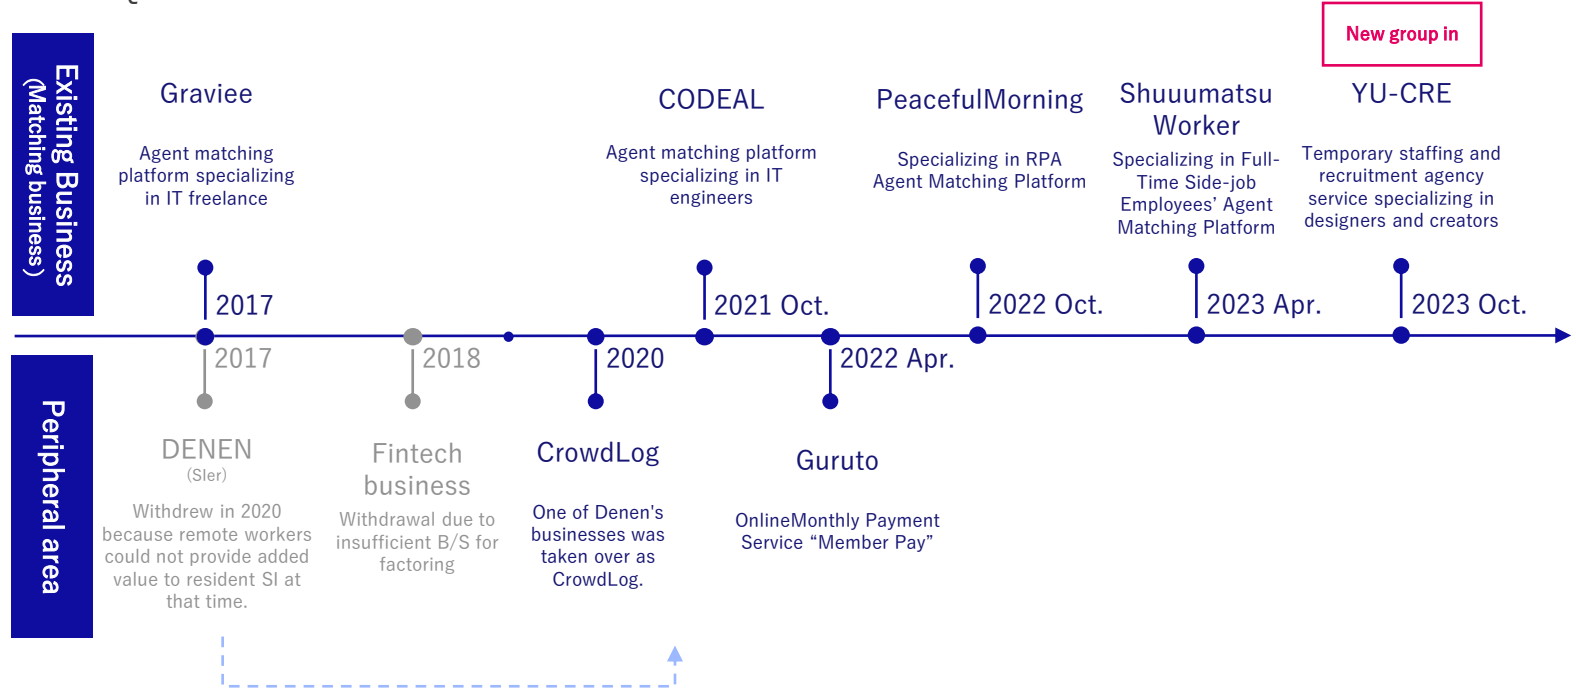 New group in
Existing Business
(Matching business)
Graviee
Agent matching
platform specializing
in IT freelance
CODEAL
Agent matching platform
specializing in IT
engineers
PeacefulMorning
Specializing in RPA
Agent Matching Platform
Shuuumatsu
Worker
Specializing in Full-
Time Side-job
Employees' Agent
Matching Platform
YU-CRE
Temporary staffing and
recruitment agency
service specializing in
designers and creators
2017
2021 Oct.
2022 Oct.
2023 Apr.
2023 Oct.
2017
2018
2020
2022 Apr.
Peripheral area
DENEN
(SIer)
Withdrew in 2020
because remote workers
could not provide added
value to resident SI at
that time.
Fintech
business
Withdrawal due to
insufficient B/S for
factoring
CrowdLog
One of Denen's
businesses was
taken over as
CrowdLog.
Guruto
OnlineMonthly Payment
Service “Member Pay”